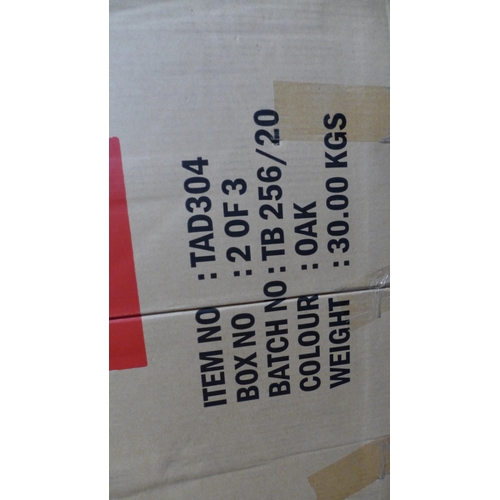 ITEM NO : TAD304
BOX NO : 2 OF 3
BATCH NO : TB 256/20
COLOUR : OAK
WEIGHT : 30.00 KGS